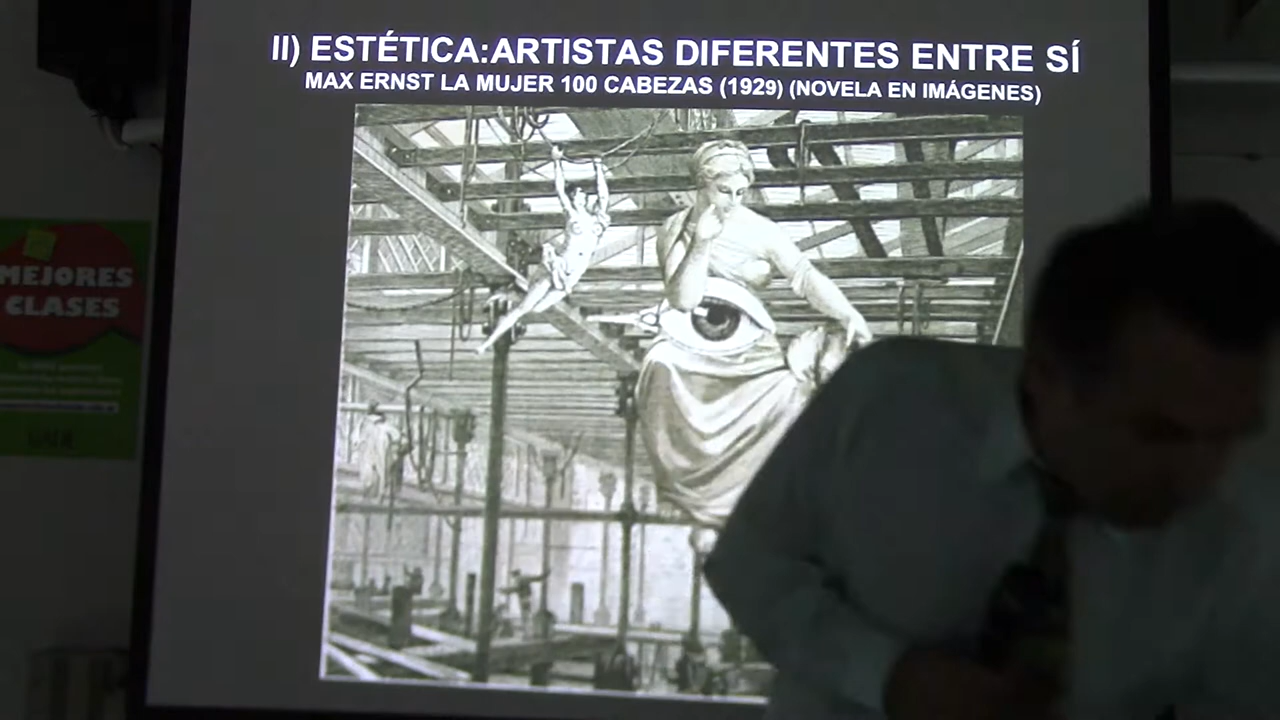 II) ESTÉTICA:ARTISTAS DIFERENTES ENTRE SÍ
MAX ERNST LA MUJER 100 CABEZAS (1929) (NOVELA EN IMÁGENES)
MEJORES
CLASES